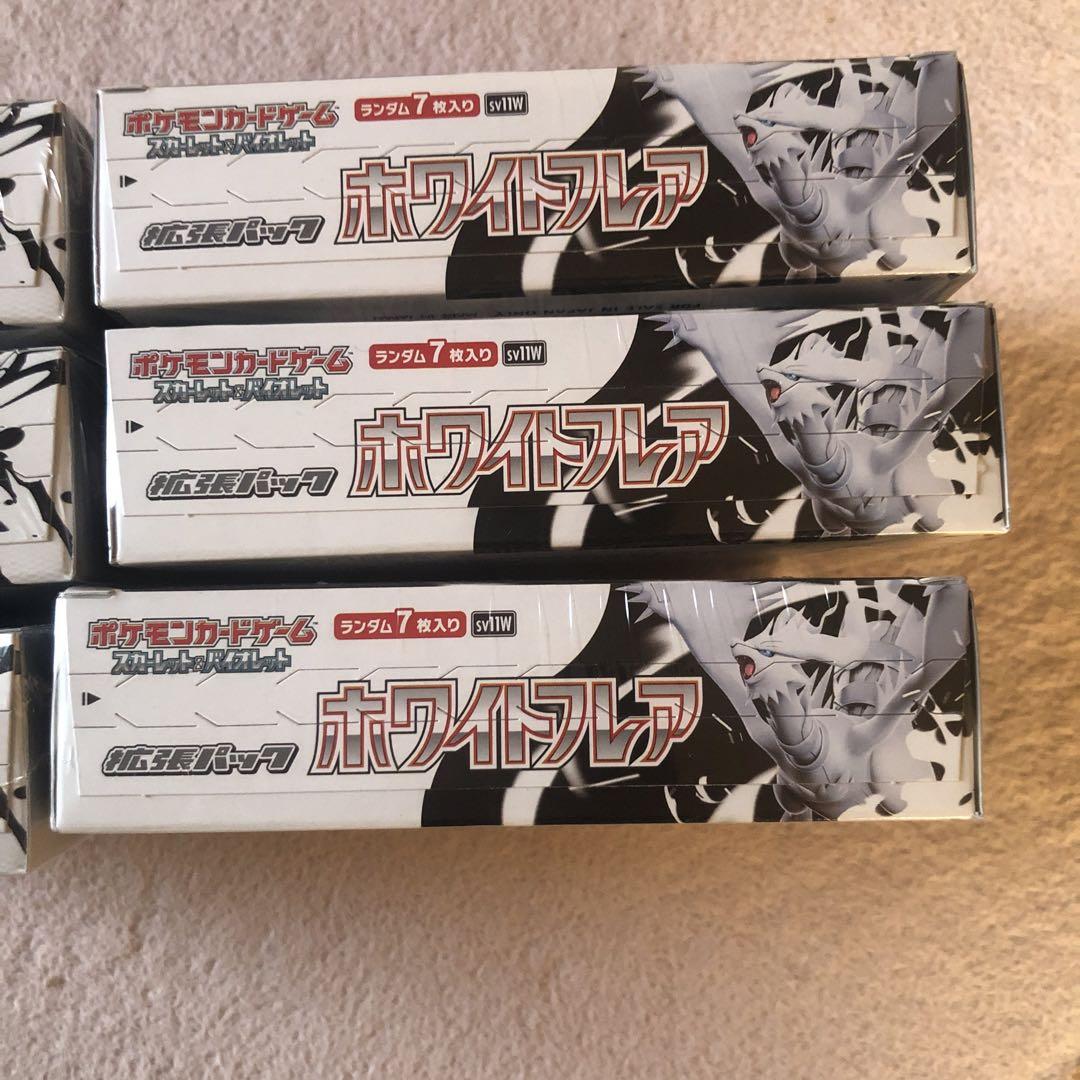 ポケモンカードゲーム
スカーレット&バイオレット
ランダム7枚入り
SV11W
拡張パック
ホワイトフレア
FOR SALE IN JAPAN ONLY
ポケモンカードゲーム
スカーレット&バイオレット
ランダム7枚入り
SV11W
拡張パック
ホワイトフレア
ポケモンカードゲーム
スカーレット&バイオレット
ランダム7枚入り
SV11W
拡張パック
ホワイトフレア